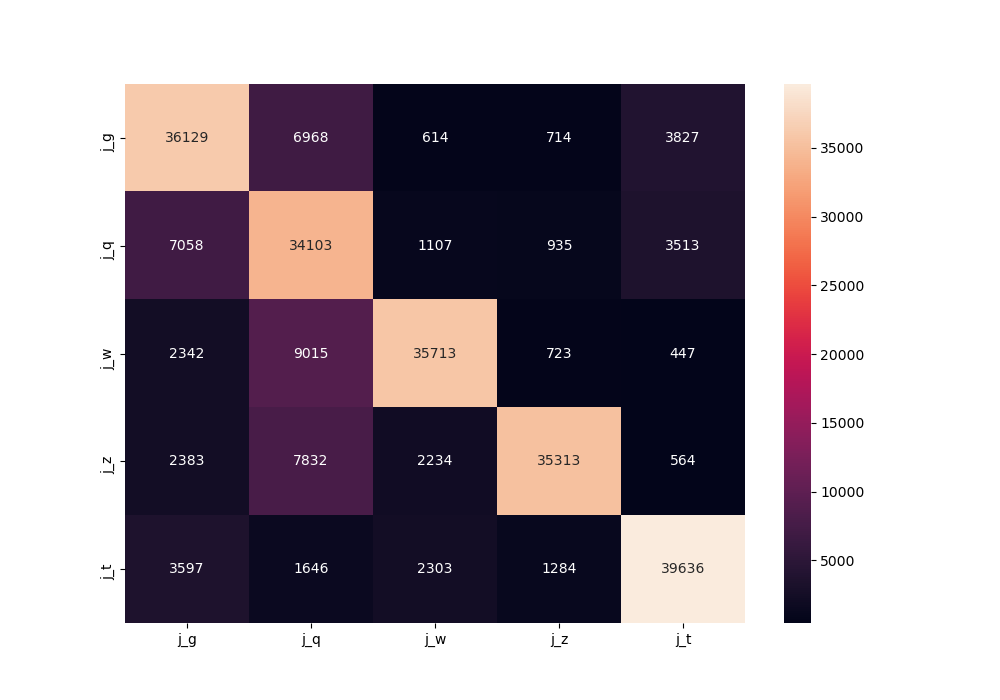 j_g 36129 6968 614 714 3827
j_q 7058 34103 1107 935 3513
j_w 2342 9015 35713 723 447
j_z 2383 7832 2234 35313 564
j_t 3597 1646 2303 1284 39636
j_g j_q j_w j_z j_t
35000
30000
25000
20000
15000
10000
5000